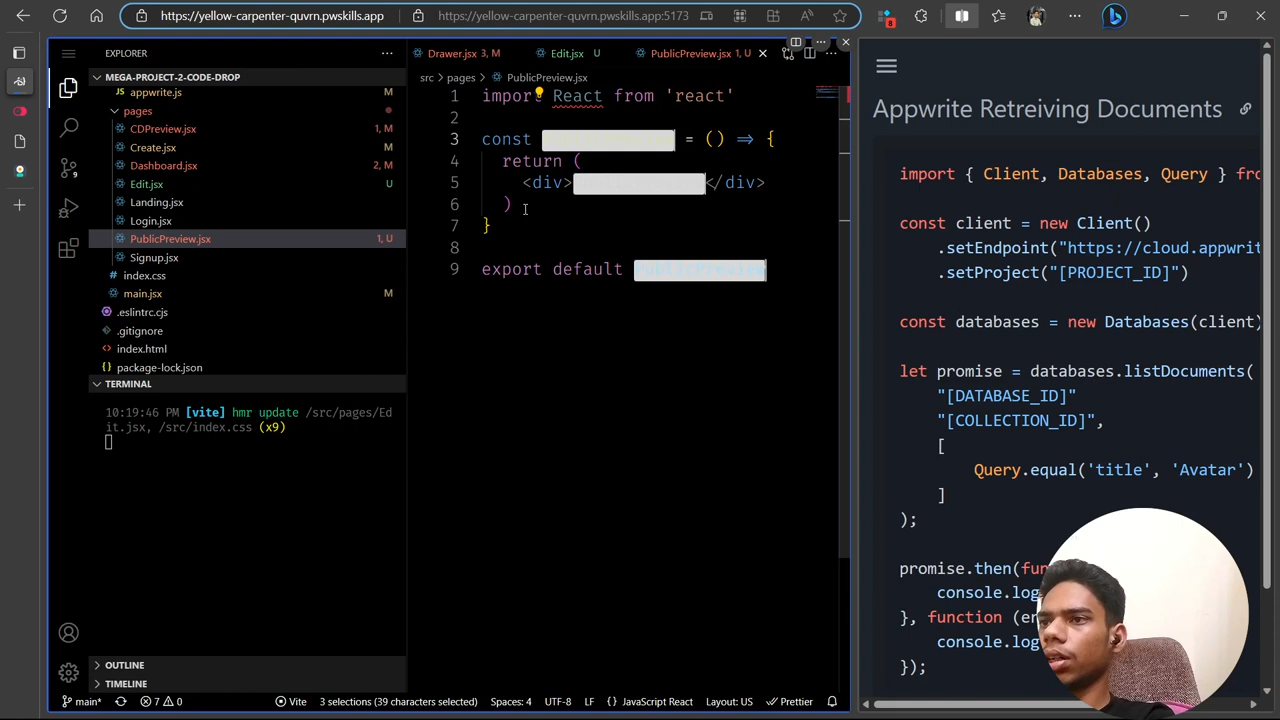 https://yellow-carpenter-quvrn.pwskills.app
https://yellow-carpenter-quvrn.pwskills.app:5173
8
EXPLORER
MEGA-PROJECT-2-CODE-DROP
appwrite.js M
pages
CDPreview.jsx 1, M
Create.jsx M
Dashboard.jsx 2, M
Edit.jsx U
Landing.jsx M
Login.jsx M
PublicPreview.jsx 1, U
Signup.jsx M
index.css
main.jsx M
.eslintrc.cjs
.gitignore
index.html
package-lock.json
TERMINAL
10:19:46 PM [vite] hmr update /src/pages/Ed
it.jsx, /src/index.css (x9)
OUTLINE
TIMELINE
9
Drawer.jsx 3, M
Edit.jsx U
PublicPreview.jsx 1, U
src > pages > PublicPreview.jsx
1 import React from 'react'
2
3 const = () => {
4 return (
5 <div></div>
6 )
7 }
8
9 export default PublicPreview
main*
7 0
Vite
3 selections (39 characters selected)
Spaces: 4
UTF-8
LF
{ } JavaScript React
Layout: US
Prettier
Appwrite Retreiving Documents
import { Client, Databases, Query } fro
const client = new Client()
.setEndpoint("https://cloud.appwrit
.setProject("[PROJECT_ID]")
const databases = new Databases(client)
let promise = databases.listDocuments(
"[DATABASE_ID]"
"[COLLECTION_ID]",
[
Query.equal('title', 'Avatar')
]
);
promise.then(fun
console.log
}, function (er
console.log
});